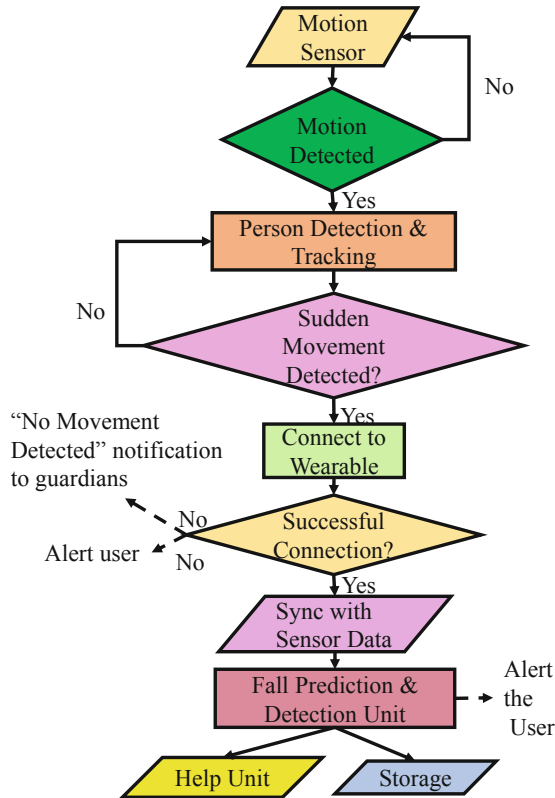 Motion
Sensor
No
Motion
Detected
Yes
Person Detection &
Tracking
No
Sudden
Movement
Detected?
Yes
“No Movement
Detected” notification
to guardians
Connect to
Wearable
No
Successful
Connection?
Alert user
No
Yes
Sync with
Sensor Data
Fall Prediction &
Detection Unit
Alert
the
User
Help Unit
Storage